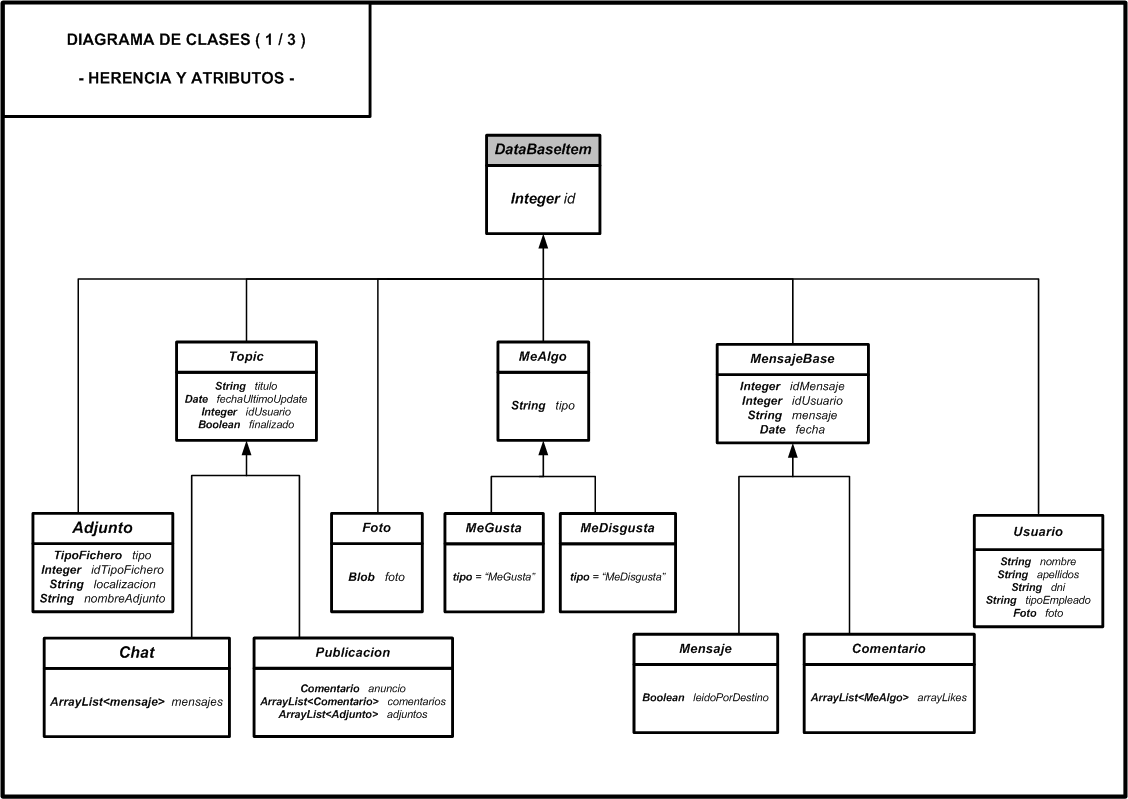 DIAGRAMA DE CLASES ( 1 / 3 )
- HERENCIA Y ATRIBUTOS -
DataBaseItem
Integer id
Topic
String titulo
Date fechaUltimoUpdate
Integer idUsuario
Boolean finalizado
MeAlgo
String tipo
MensajeBase
Integer idMensaje
Integer idUsuario
String mensaje
Date fecha
Adjunto
TipoFichero tipo
Integer idTipoFichero
String localizacion
String nombreAdjunto
Foto
Blob foto
MeGusta
tipo = “MeGusta”
MeDisgusta
tipo = “MeDisgusta”
Usuario
String nombre
String apellidos
String dni
String tipoEmpleado
Foto foto
Chat
ArrayList<mensaje> mensajes
Publicacion
Comentario anuncio
ArrayList<Comentario> comentarios
ArrayList<Adjunto> adjuntos
Mensaje
Boolean leidoPorDestino
Comentario
ArrayList<MeAlgo> arrayLikes